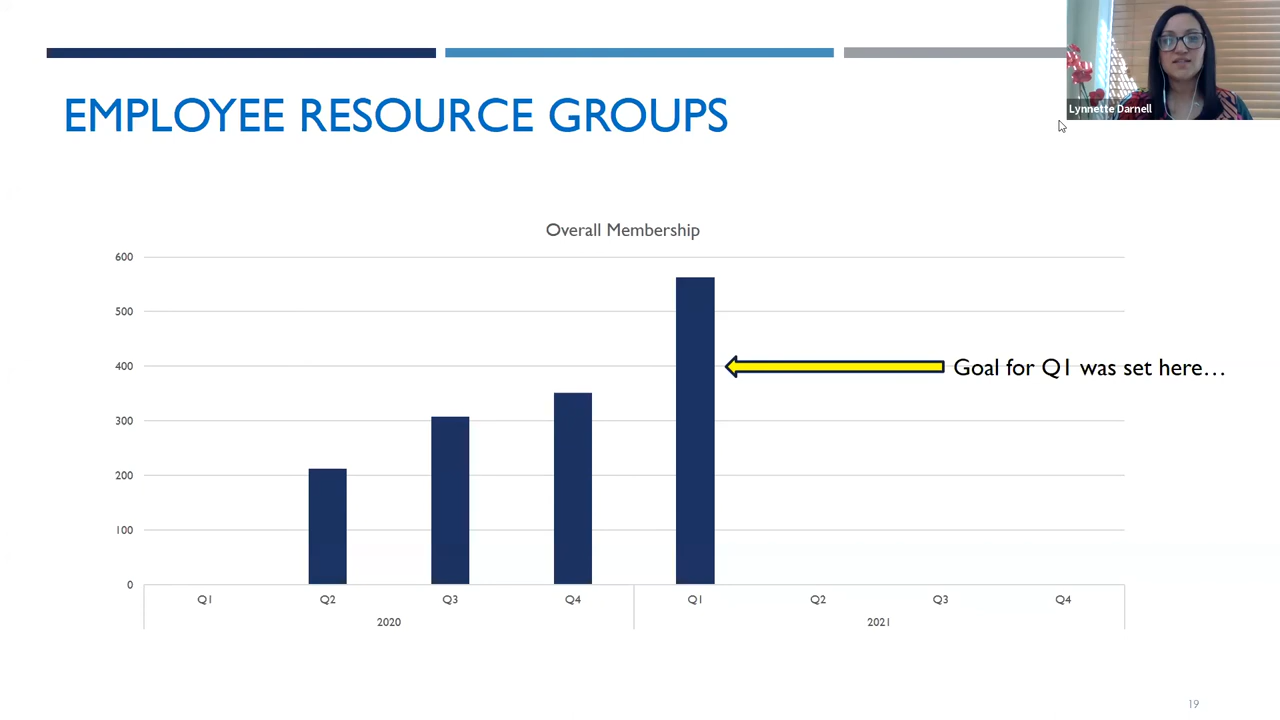 Lynnette Darnell
EMPLOYEE RESOURCE GROUPS
Overall Membership
600
500
400
300
200
100
0
Goal for Q1 was set here…
Q1 Q2 Q3 Q4 Q1 Q2 Q3 Q4
2020 2021
19